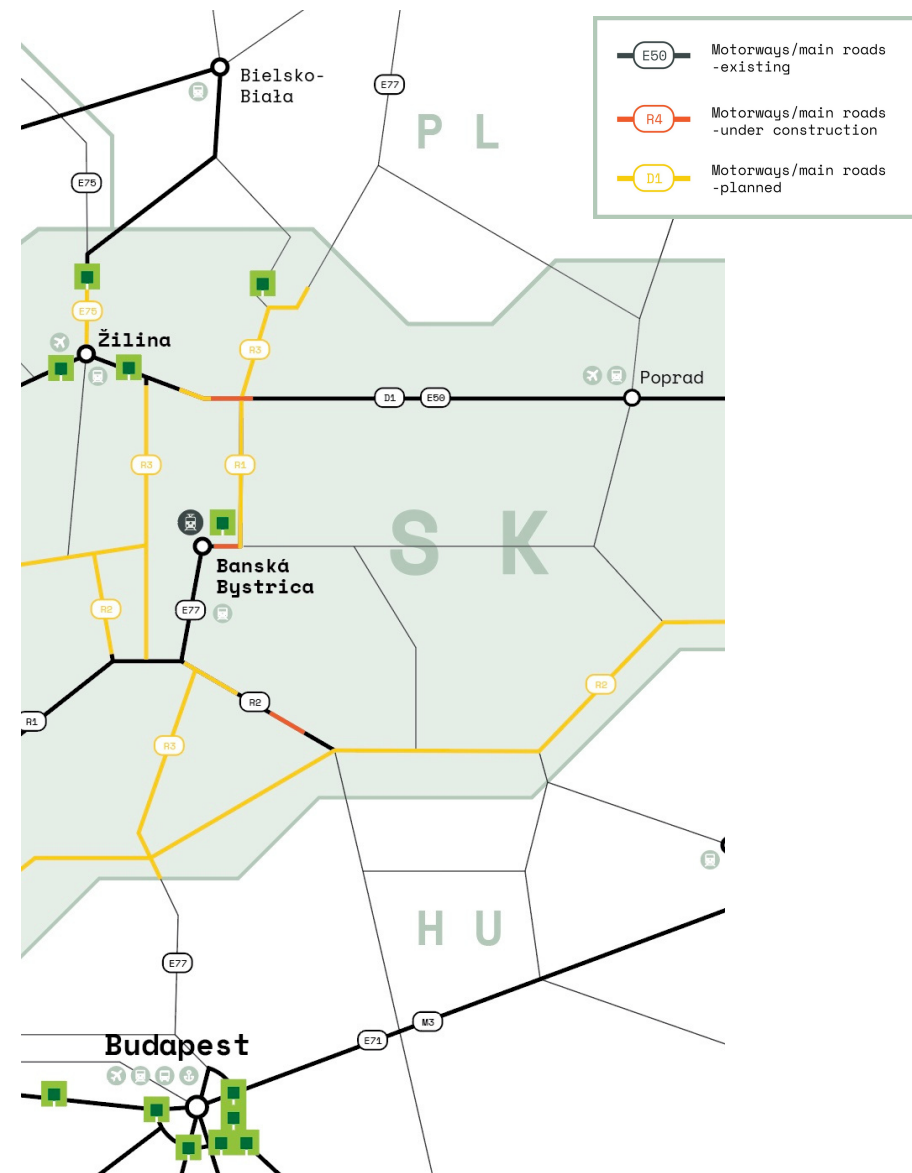 E50
Motorways/main roads
-existing
R4
Motorways/main roads
-under construction
D1
Motorways/main roads
-planned
Bielsko-
Biała
E77
P L
E75
E75
Žilina
R3
D1
E50
Poprad
R3
R1
S K
Banská
Bystrica
R2
E77
R2
R1
R2
R3
H U
E77
M3
E71
Budapest